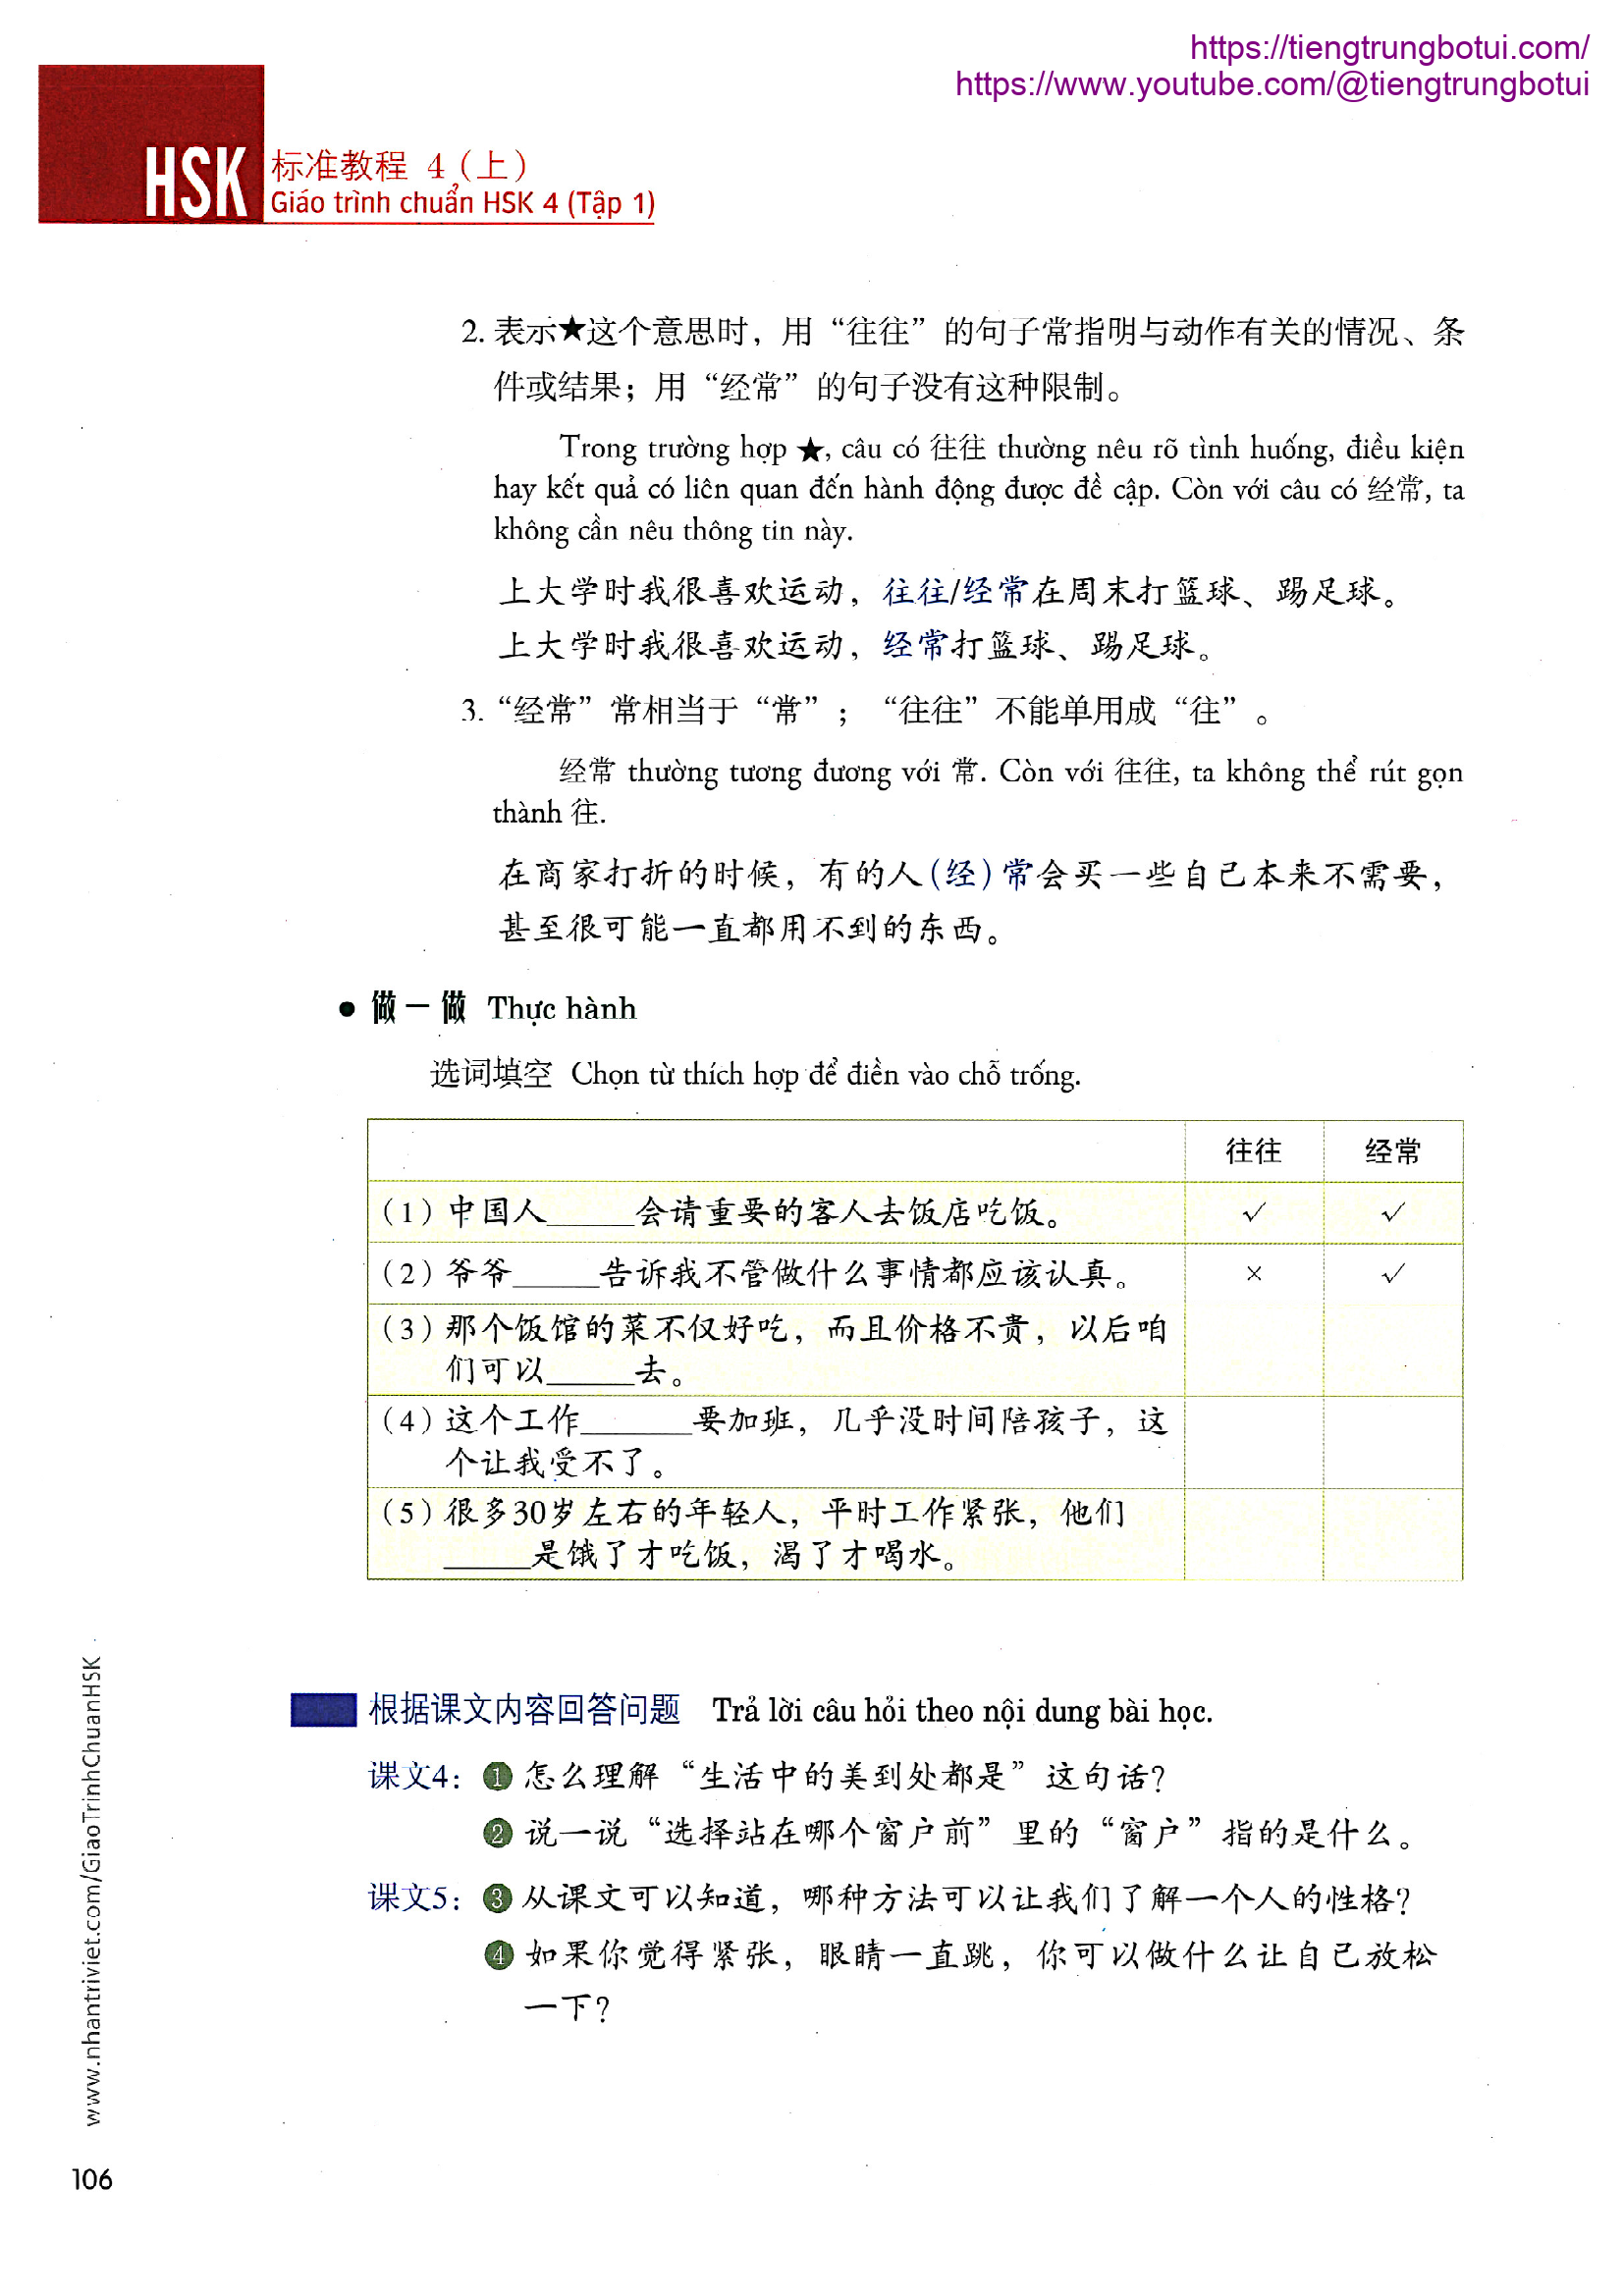 https://tiengtrungbotui.com/
https://www.youtube.com/@tiengtrungbotui
HSK 标准教程 4（上）
Giáo trình chuẩn HSK 4 (Tập 1)
2. 表示★这个意思时，用“往往”的句子常指明与动作有关的情况、条
件或结果；用“经常”的句子没有这种限制。
Trong trường hợp ★, câu có 往往 thường nêu rõ tình huống, điều kiện
hay kết quả có liên quan đến hành động được đề cập. Còn với câu có 经常, ta
không cần nêu thông tin này.
上大学时我很喜欢运动，往往/经常在周末打篮球、踢足球。
上大学时我很喜欢运动，经常打篮球、踢足球。
3. “经常”常相当于“常”；“往往”不能单用成“往”。
经常 thường tương đương với 常. Còn với 往往, ta không thể rút gọn
thành 往.
在商家打折的时候，有的人（经）常会买一些自己本来不需要，
甚至很可能一直都用不到的东西。
● 做一做 Thực hành
选词填空 Chọn từ thích hợp để điền vào chỗ trống.
往往 经常
（1）中国人_____会请重要的客人去饭店吃饭。 √ √
（2）爷爷_____告诉我不管做什么事情都应该认真。 × √
（3）那个饭馆的菜不仅好吃，而且价格不贵，以后咱
们可以_____去。
（4）这个工作______要加班，几乎没时间陪孩子，这
个让我受不了。
（5）很多30岁左右的年轻人，平时工作紧张，他们
_____是饿了才吃饭，渴了才喝水。
根据课文内容回答问题 Trả lời câu hỏi theo nội dung bài học.
课文4：❶ 怎么理解“生活中的美到处都是”这句话？
❷ 说一说“选择站在哪个窗户前”里的“窗户”指的是什么。
课文5：❸ 从课文可以知道，哪种方法可以让我们了解一个人的性格？
❹ 如果你觉得紧张，眼睛一直跳，你可以做什么让自己放松
一下？
www.nhantriviet.com/GiaoTrinhChuanHSK
106